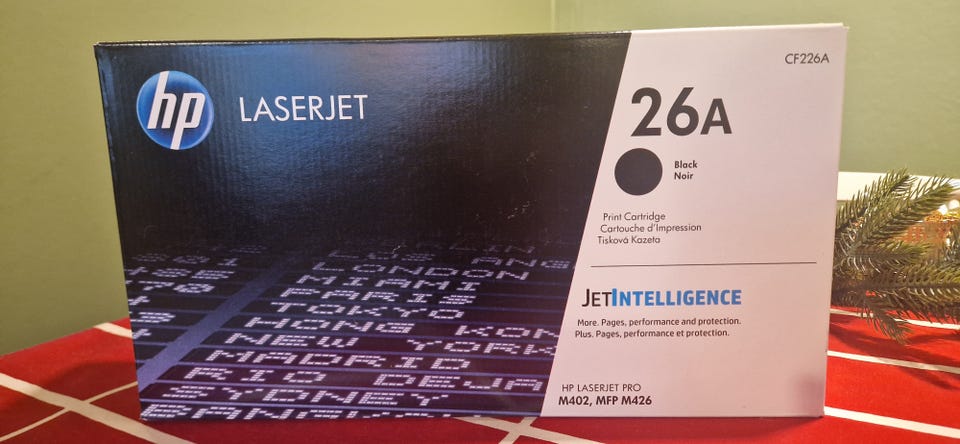 hp
LASERJET
CF226A
26A
Black
Noir
Print Cartridge
Cartouche d'Impression
Tisková Kazeta
JETINTELLIGENCE
More. Pages, performance and protection.
Plus. Pages, performance et protection.
HP LASERJET PRO
M402, MFP M426
LONDON
MIAMI
PARIS
TOKYO
HONG KONG
NEW YORK
MADRID
RIO DE
SYDNEY